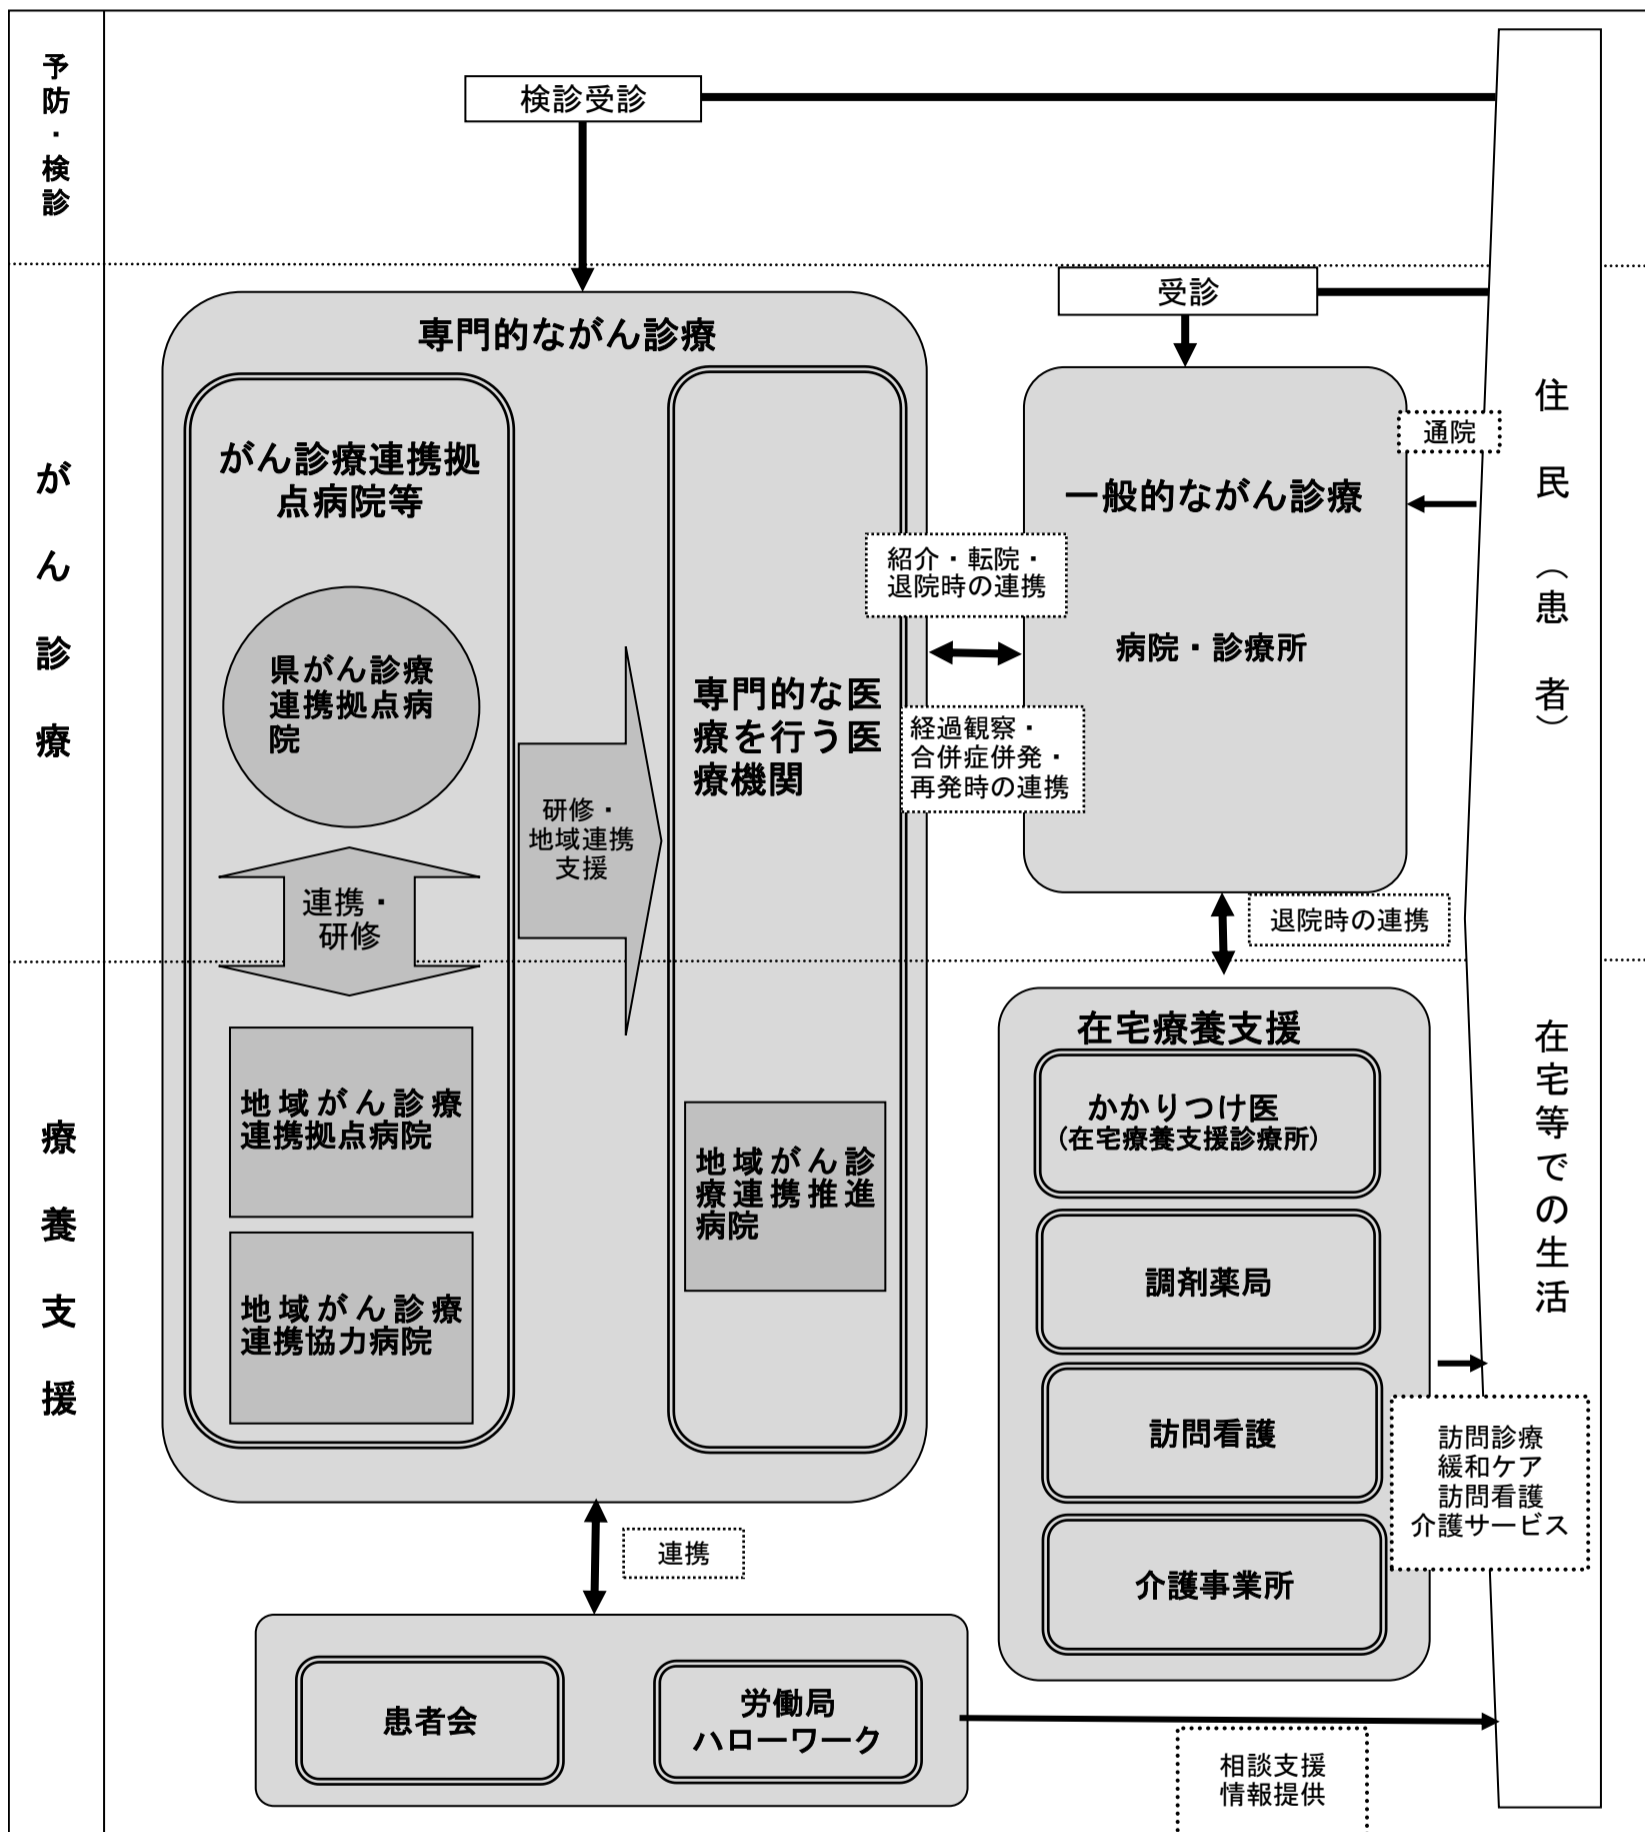 予防・検診
検診受診
がん診療
受診
専門的ながん診療
がん診療連携拠
点病院等
県がん診療
連携拠点病
院
連携・
研修
地域がん診療
連携拠点病院
地域がん診療
連携協力病院
研修・
地域連携
支援
専門的な医
療を行う医
療機関
地域がん診
療連携推進
病院
紹介・転院・
退院時の連携
経過観察・
合併症併発・
再発時の連携
一般的ながん診療
病院・診療所
通院
退院時の連携
住民(患者)
在宅等での生活
療養支援
在宅療養支援
かかりつけ医
(在宅療養支援診療所)
調剤薬局
訪問看護
介護事業所
訪問診療
緩和ケア
訪問看護
介護サービス
連携
患者会
労働局
ハローワーク
相談支援
情報提供